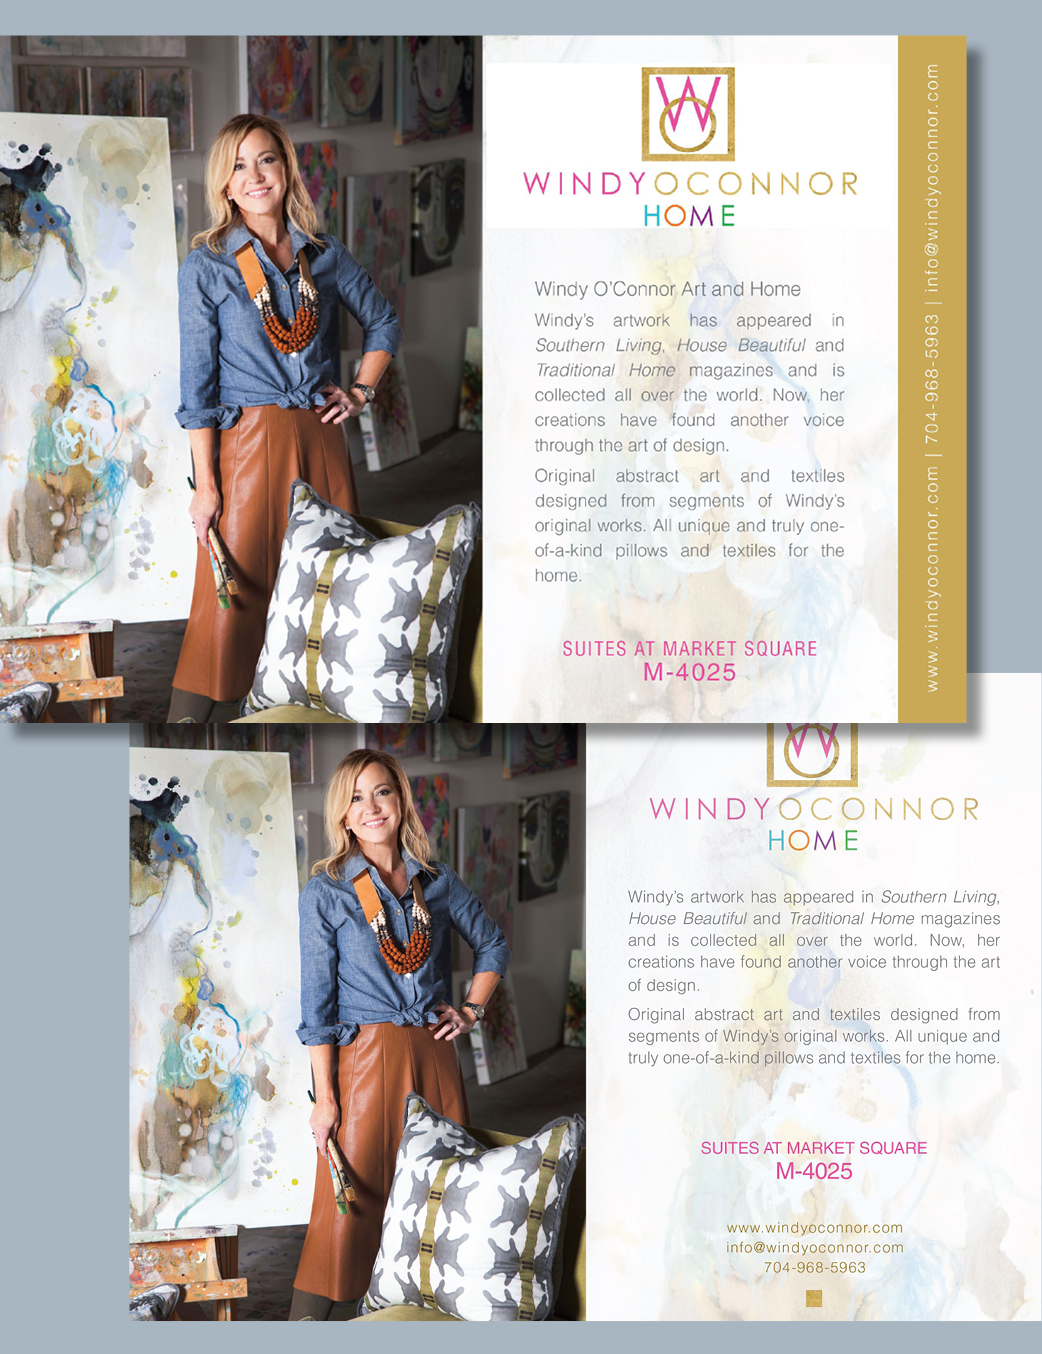 WO
WINDYOCONNOR
HOME
Windy O'Connor Art and Home
Windy's artwork has appeared in
Southern Living, House Beautiful and
Traditional Home magazines and is
collected all over the world. Now, her
creations have found another voice
through the art of design.
Original abstract art and textiles
designed from segments of Windy's
original works. All unique and truly one-
of-a-kind pillows and textiles for the
home.
SUITES AT MARKET SQUARE
M-4025
www.windyoconnor.com | 704-968-5963 | info@windyoconnor.com
WO
WINDYOCONNOR
HOME
Windy's artwork has appeared in Southern Living,
House Beautiful and Traditional Home magazines
and is collected all over the world. Now, her
creations have found another voice through the art
of design.
Original abstract art and textiles designed from
segments of Windy's original works. All unique and
truly one-of-a-kind pillows and textiles for the home.
SUITES AT MARKET SQUARE
M-4025
www.windyoconnor.com
info@windyoconnor.com
704-968-5963